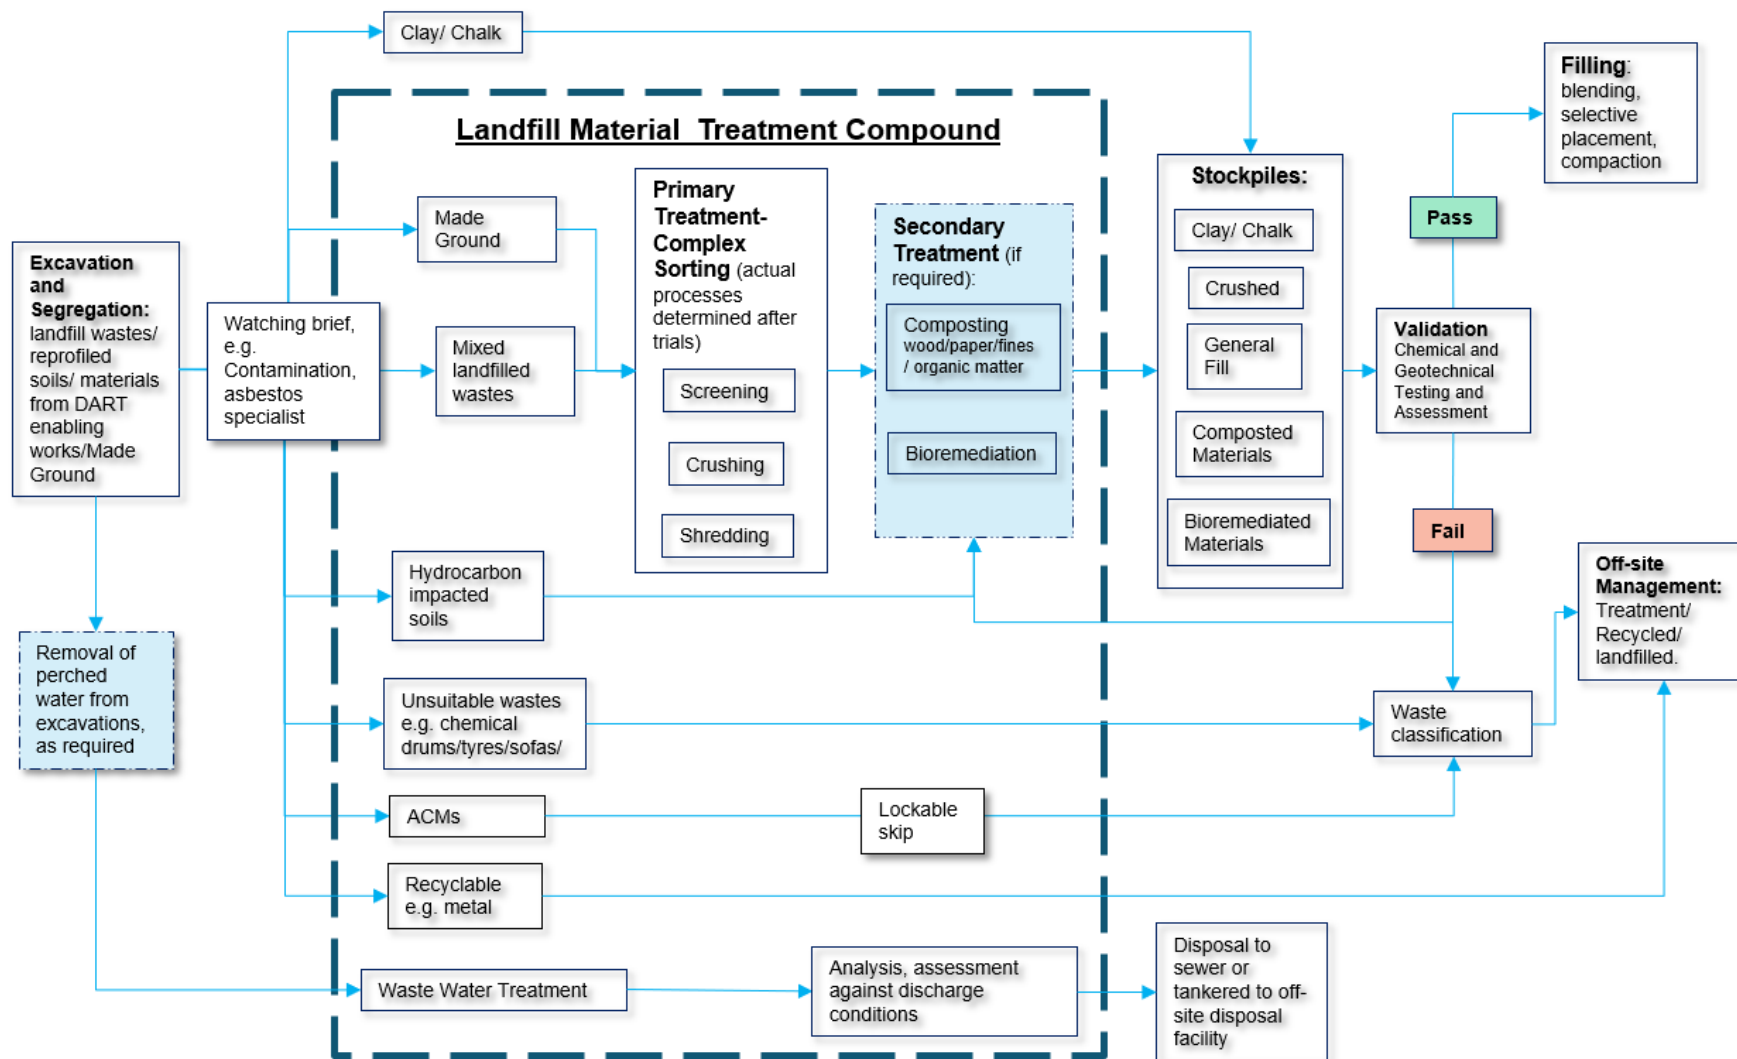 Clay/ Chalk
Filling:
blending,
selective
placement,
compaction
Landfill Material  Treatment Compound
Primary
Treatment-
Complex
Sorting (actual
processes
determined after
trials)
Screening
Crushing
Shredding
Made
Ground
Mixed
landfilled
wastes
Secondary
Treatment (if
required):
Composting
wood/paper/fines
/ organic matter
Bioremediation
Stockpiles:
Clay/ Chalk
Crushed
General
Fill
Composted
Materials
Bioremediated
Materials
Pass
Validation
Chemical and
Geotechnical
Testing and
Assessment
Fail
Excavation
and
Segregation:
landfill wastes/
reprofiled
soils/ materials
from DART
enabling
works/Made
Ground
Watching brief,
e.g.
Contamination,
asbestos
specialist
Off-site
Management:
Treatment/
Recycled/
landfilled.
Hydrocarbon
impacted
soils
Removal of
perched
water from
excavations,
as required
Unsuitable wastes
e.g. chemical
drums/tyres/sofas/
Waste
classification
ACMs
Lockable
skip
Recyclable
e.g. metal
Waste Water Treatment
Analysis, assessment
against discharge
conditions
Disposal to
sewer or
tankered to off-
site disposal
facility